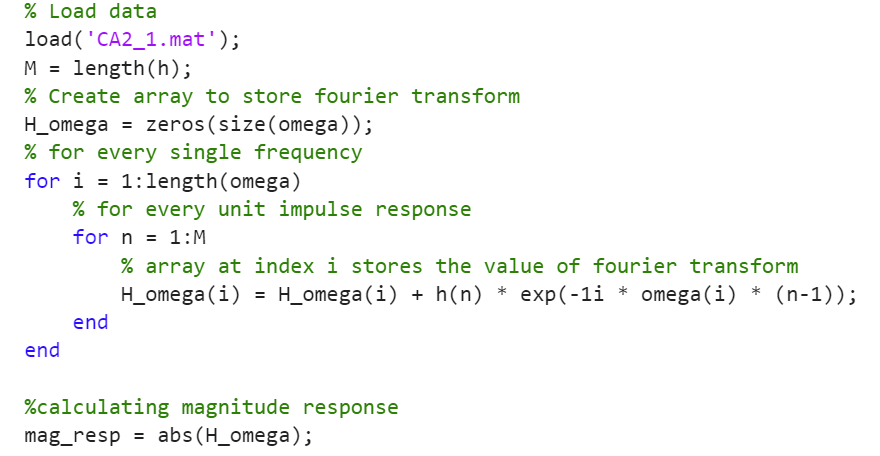 % Load data
load('CA2_1.mat');
M = length(h);
% Create array to store fourier transform
H_omega = zeros(size(omega));
% for every single frequency
for i = 1:length(omega)
    % for every unit impulse response
    for n = 1:M
        % array at index i stores the value of fourier transform
        H_omega(i) = H_omega(i) + h(n) * exp(-1i * omega(i) * (n-1));
    end
end
%calculating magnitude response
mag_resp = abs(H_omega);